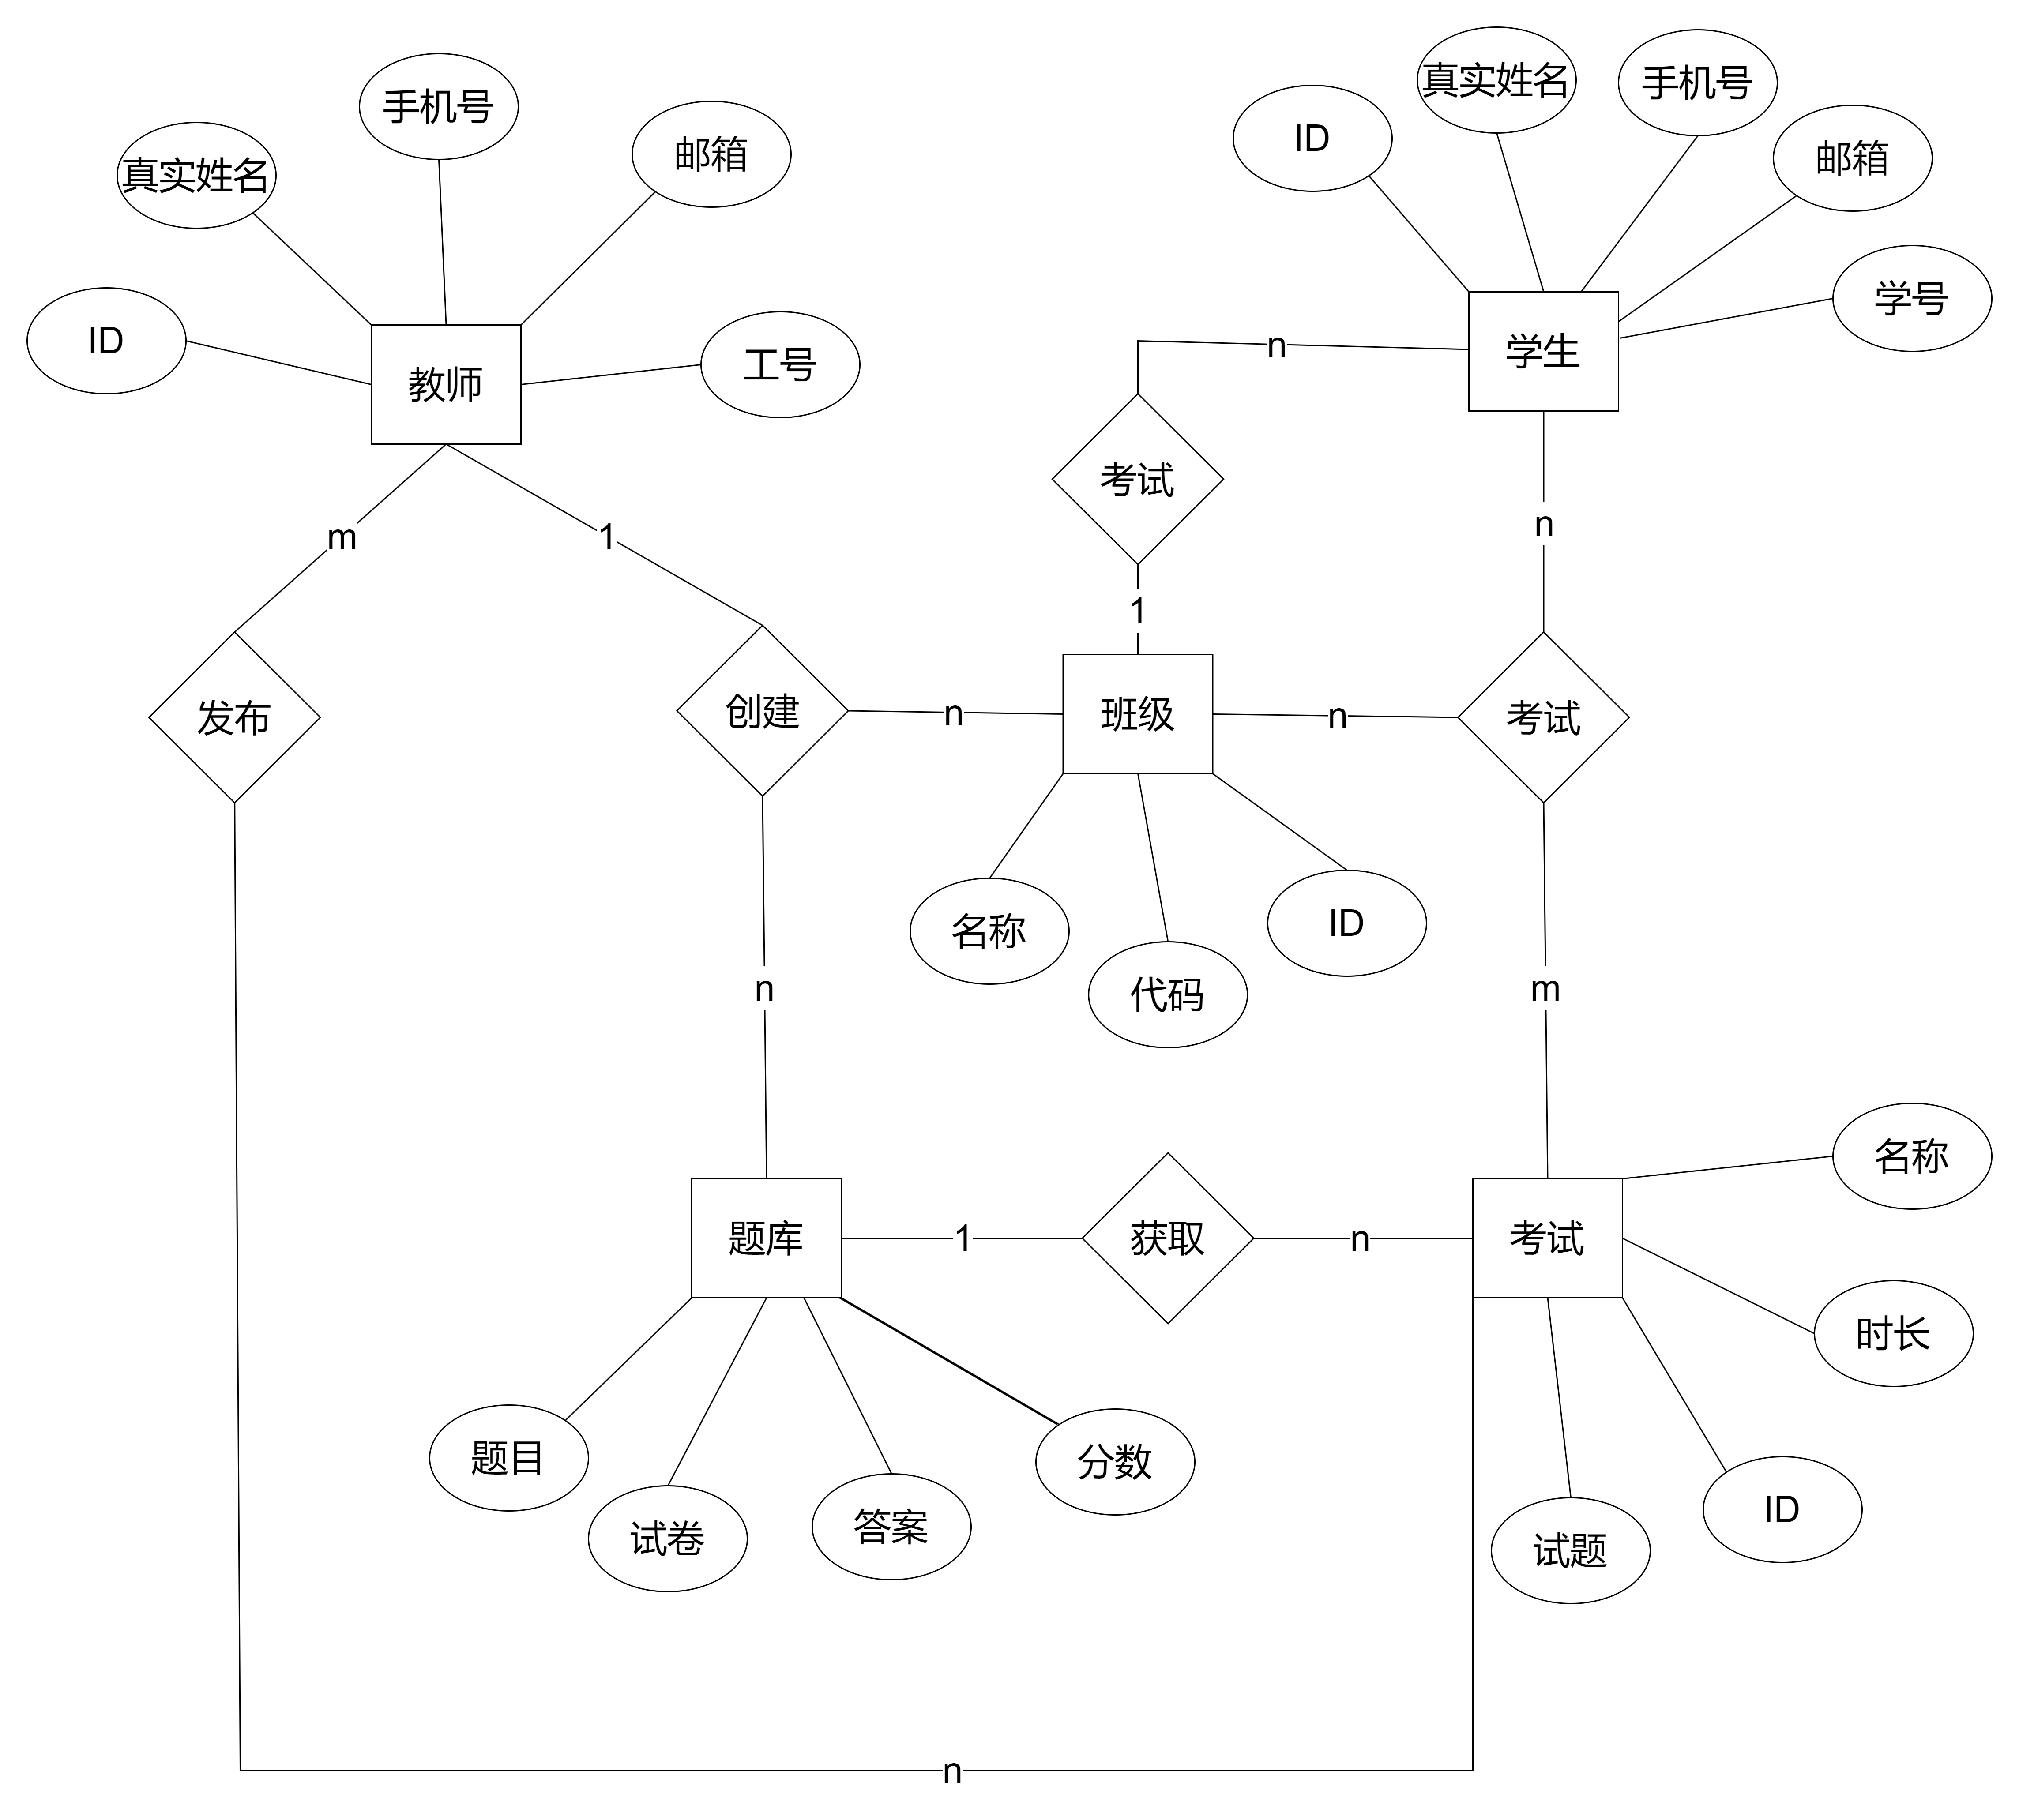 真实姓名
手机号
手机号
真实姓名
邮箱
ID
邮箱
学号
ID
工号
教师
学生
n
考试
m
1
n
1
发布
创建
n
班级
n
考试
名称
代码
ID
n
m
名称
题库
1
获取
n
考试
时长
题目
试卷
答案
分数
试题
ID
n